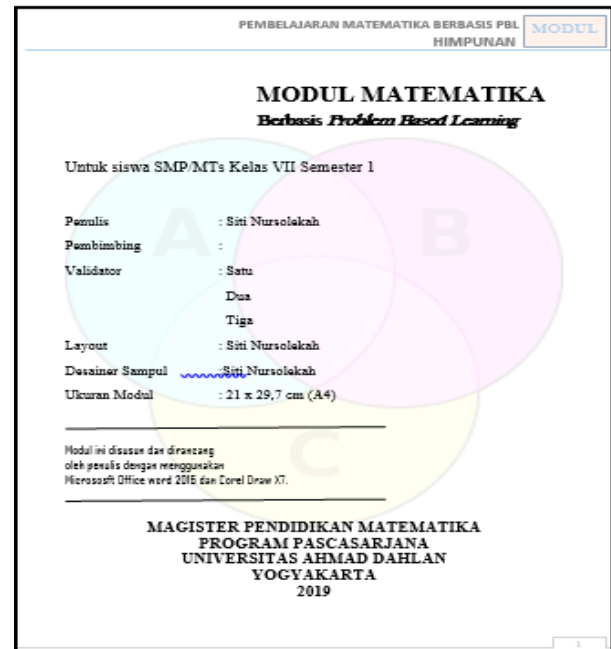 PEMBELAJARAN MATEMATIKA BERBASIS PBL
HIMPUNAN
MODUL
MODUL MATEMATIKA
Berbasis Problem Based Learning
Untuk siswa SMP/MTs Kelas VII Semester 1
Penulis : Siti Nursolekah
Pembimbing :
Validator : Satu
Dua
Tiga
Layout : Siti Nursolekah
Desainer Sampul :Siti Nursolekah
Ukuran Modul : 21 x 29,7 cm (A4)
A
B
C
Modul ini disusun dan dirancang
oleh penulis dengan menggunakan
Micrososft Office word 2016 dan Corel Draw X7.
MAGISTER PENDIDIKAN MATEMATIKA
PROGRAM PASCASARJANA
UNIVERSITAS AHMAD DAHLAN
YOGYAKARTA
2019
1